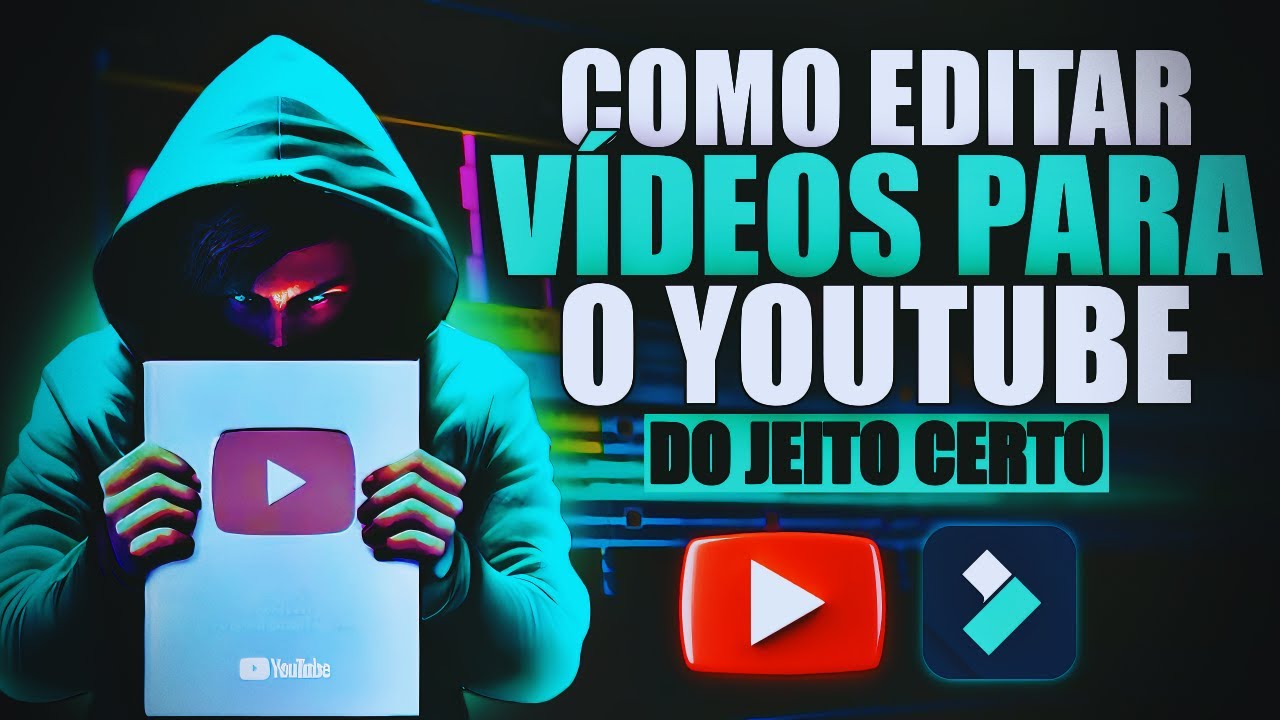 COMO EDITAR
VÍDEOS PARA
O YOUTUBE
DO JEITO CERTO
YouTube